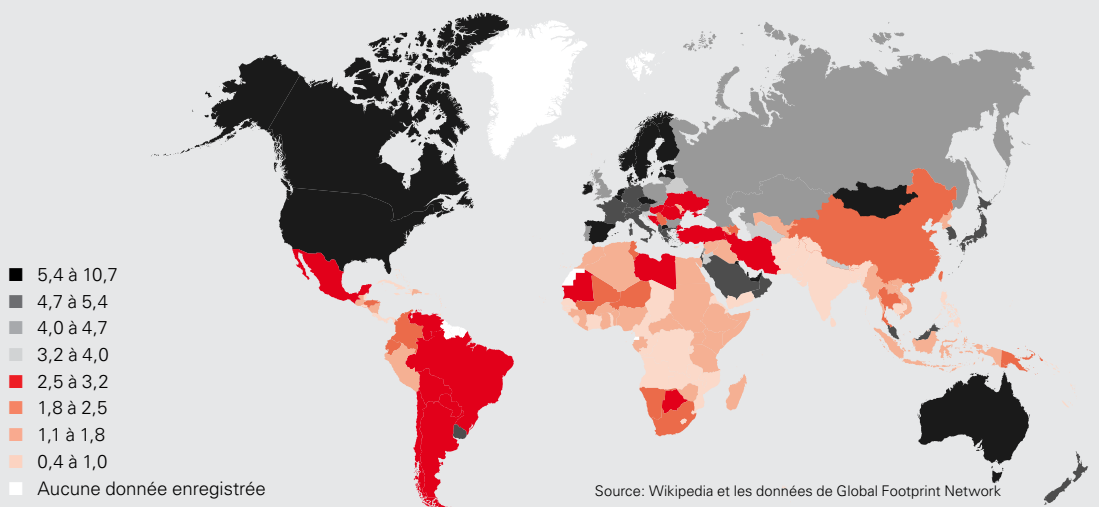 5,4 à 10,7
4,7 à 5,4
4,0 à 4,7
3,2 à 4,0
2,5 à 3,2
1,8 à 2,5
1,1 à 1,8
0,4 à 1,0
Aucune donnée enregistrée
Source: Wikipedia et les données de Global Footprint Network